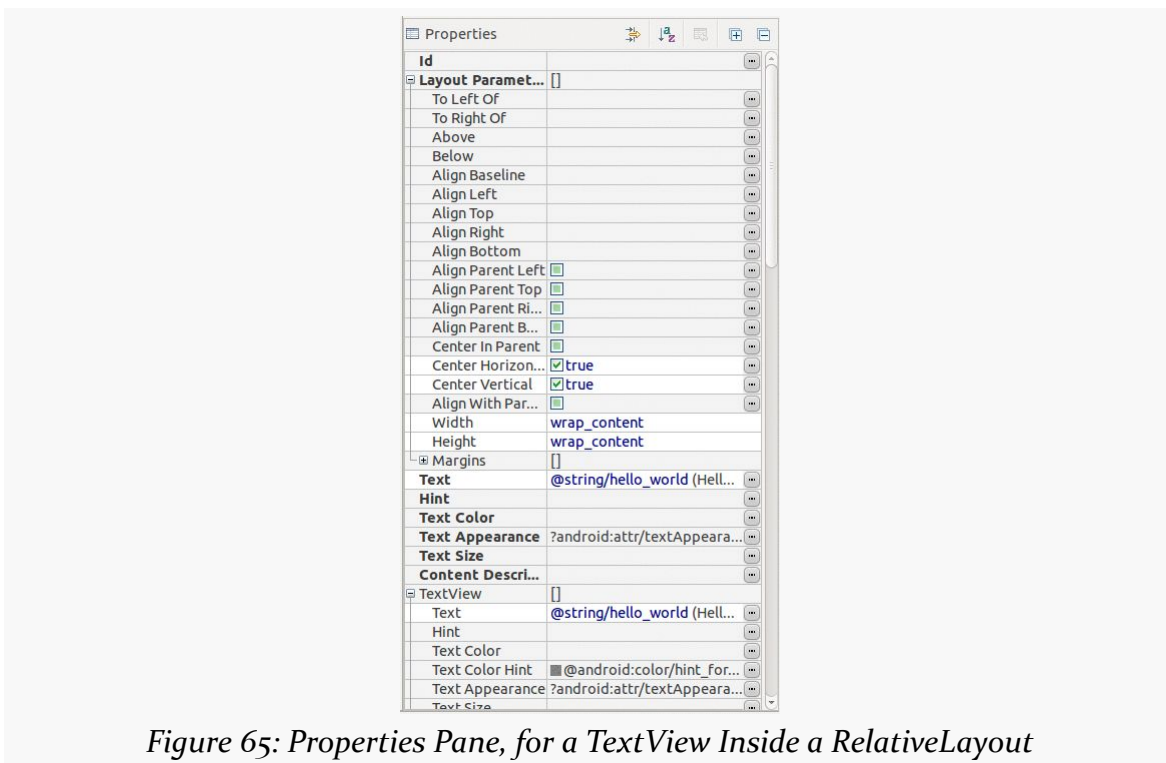 Properties
Id
Layout Paramet... []
To Left Of
To Right Of
Above
Below
Align Baseline
Align Left
Align Top
Align Right
Align Bottom
Align Parent Left
Align Parent Top
Align Parent Ri...
Align Parent B...
Center In Parent
Center Horizon... true
Center Vertical true
Align With Par...
Width wrap_content
Height wrap_content
Margins []
Text @string/hello_world (Hell...
Hint
Text Color
Text Appearance ?android:attr/textAppeara...
Text Size
Content Descri...
TextView []
Text @string/hello_world (Hell...
Hint
Text Color
Text Color Hint @android:color/hint_for...
Text Appearance ?android:attr/textAppeara...
Text Size
Figure 65: Properties Pane, for a TextView Inside a RelativeLayout